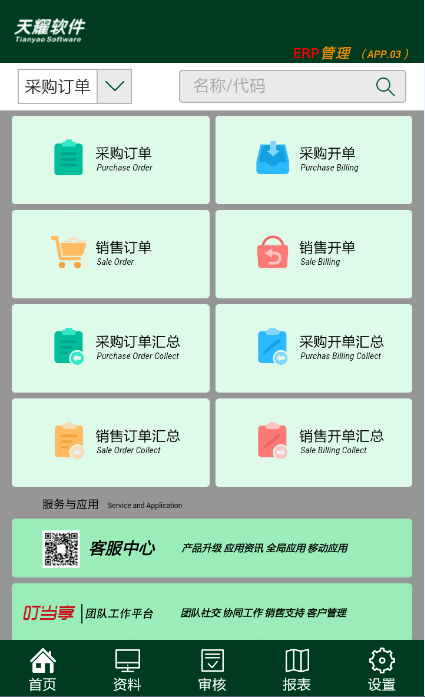 天耀软件
Tianyao Software
ERP管理 （APP.03）
采购订单
名称/代码
采购订单
Purchase Order
采购开单
Purchase Billing
销售订单
Sale Order
销售开单
Sale Billing
采购订单汇总
Purchase Order Collect
采购开单汇总
Purchas Billing Collect
销售订单汇总
Sale Order Collect
销售开单汇总
Sale Billing Collect
服务与应用 Service and Application
客服中心 产品升级 应用资讯 全局应用 移动应用
叮当享 团队工作平台 团队社交 协同工作 销售支持 客户管理
首页 资料 审核 报表 设置